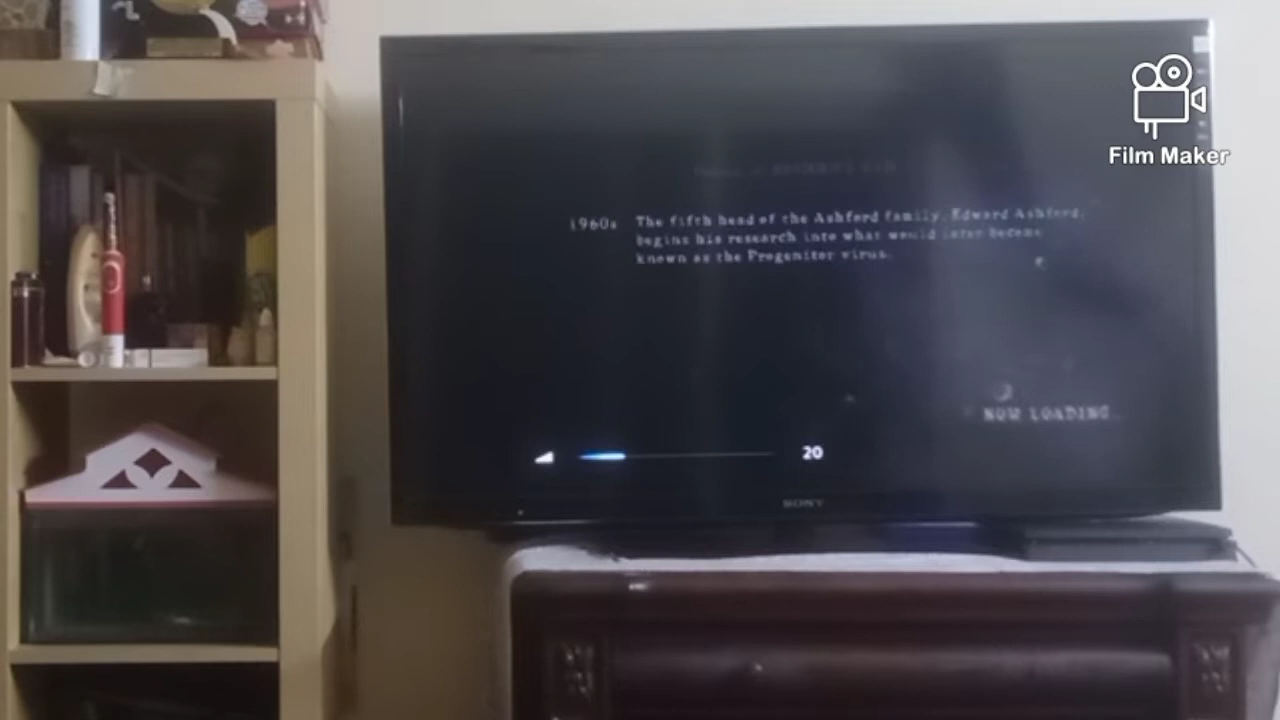 Film Maker
1960s The fifth head of the Ashford family, Edward Ashford,
begins his research into what would later become
known as the Progenitor virus.
NOW LOADING...
20
SONY